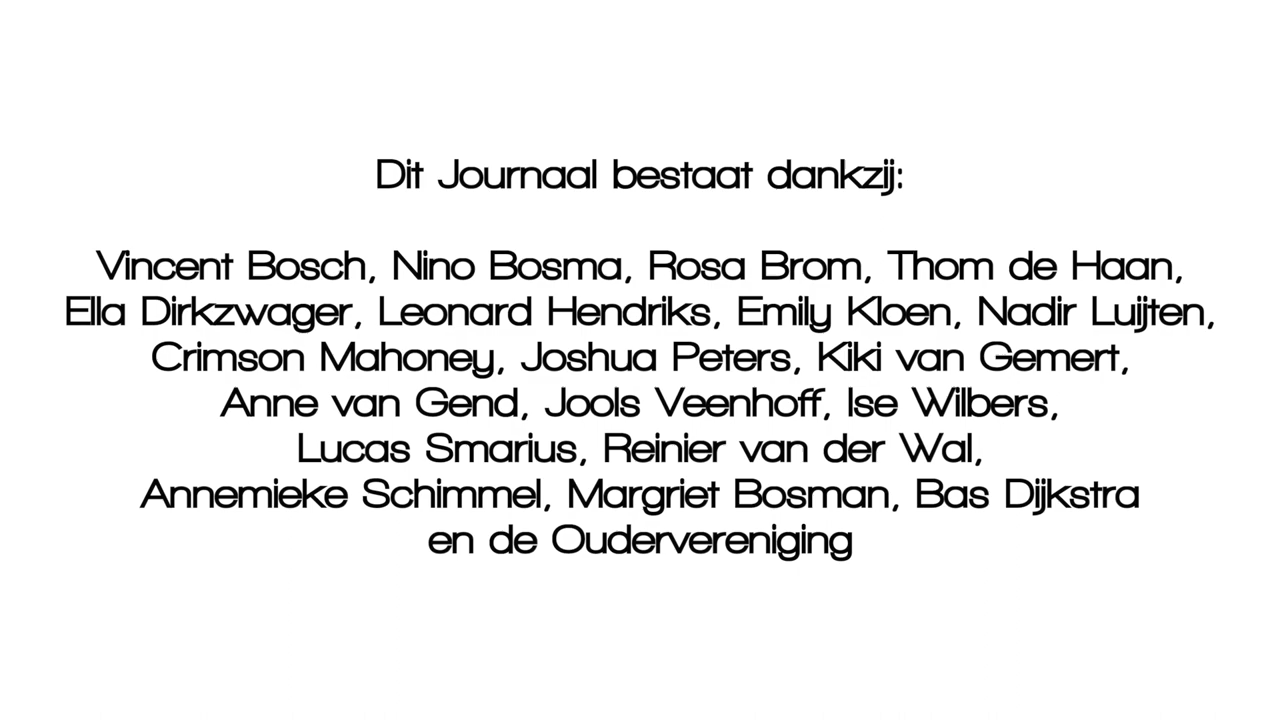 Dit Journaal bestaat dankzij:
Vincent Bosch, Nino Bosma, Rosa Brom, Thom de Haan,
Ella Dirkzwager, Leonard Hendriks, Emily Kloen, Nadir Luijten,
Crimson Mahoney, Joshua Peters, Kiki van Gemert,
Anne van Gend, Jools Veenhoff, Ise Wilbers,
Lucas Smarius, Reinier van der Wal,
Annemieke Schimmel, Margriet Bosman, Bas Dijkstra
en de Oudervereniging